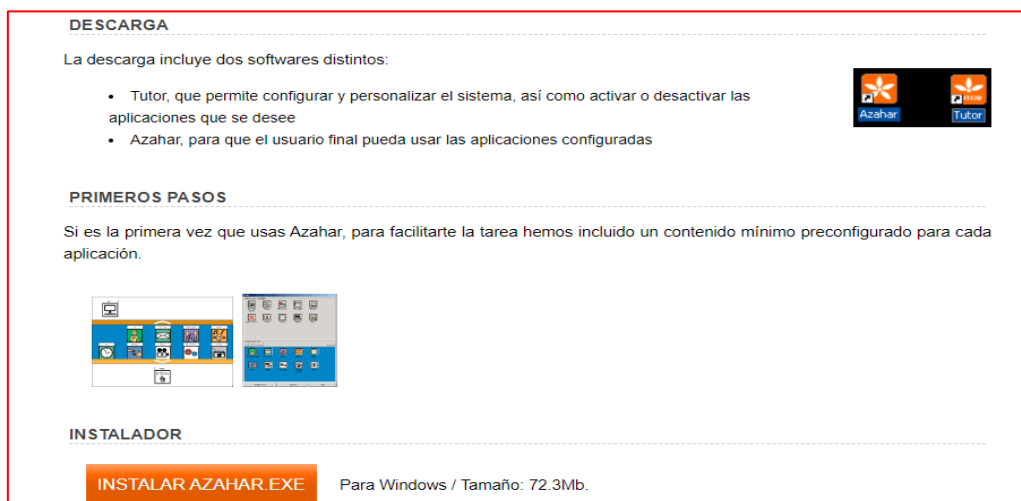 DESCARGA
La descarga incluye dos softwares distintos:
• Tutor, que permite configurar y personalizar el sistema, así como activar o desactivar las
aplicaciones que se desee
• Azahar, para que el usuario final pueda usar las aplicaciones configuradas
Azahar
Tutor
PRIMEROS PASOS
Si es la primera vez que usas Azahar, para facilitarte la tarea hemos incluido un contenido mínimo preconfigurado para cada
aplicación.
INSTALADOR
INSTALAR AZAHAR.EXE
Para Windows / Tamaño: 72.3Mb.